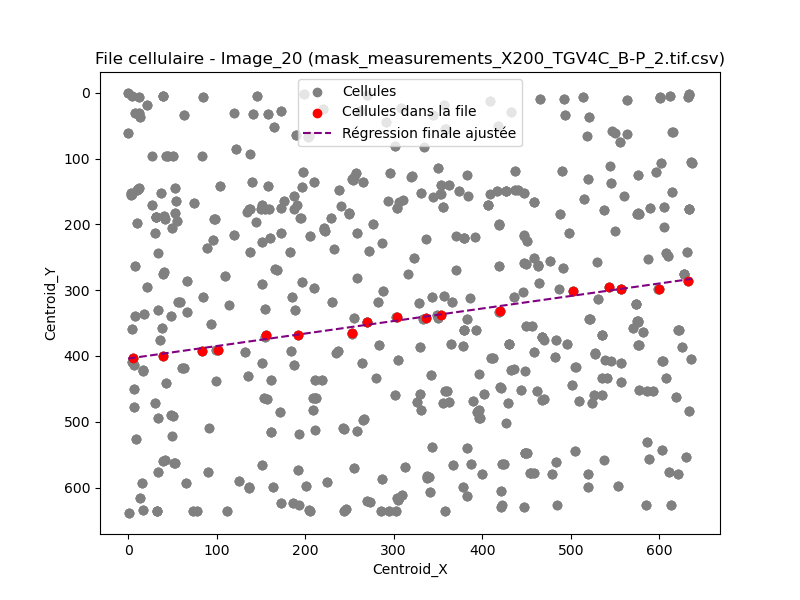 File cellulaire - Image_20 (mask_measurements_X200_TGV4C_B-P_2.tif.csv)
Cellules
Cellules dans la file
Régression finale ajustée
Centroid_Y
0
100
200
300
400
500
600
0 100 200 300 400 500 600
Centroid_X